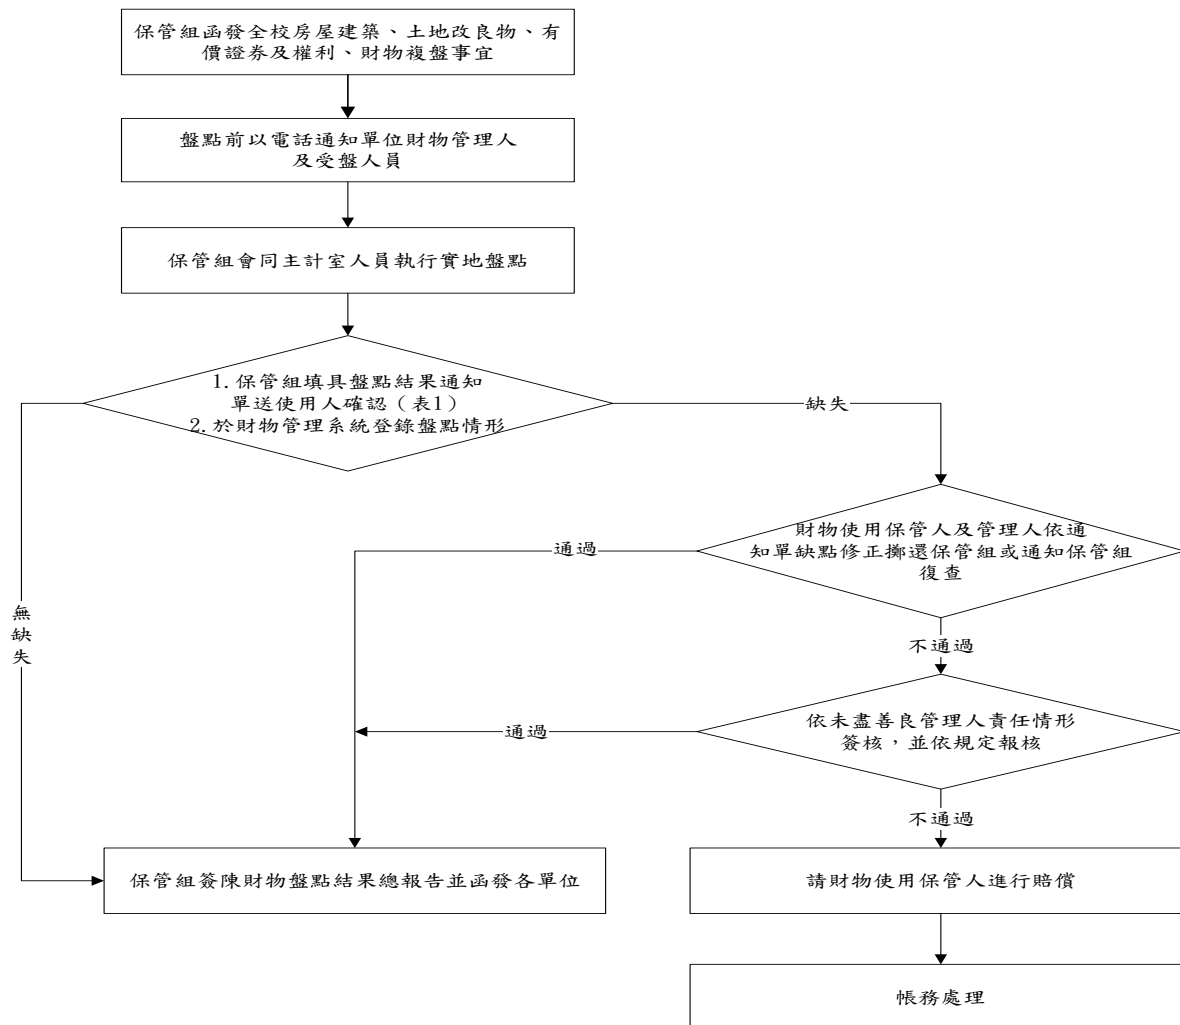 保管組函發全校房屋建築、土地改良物、有
價證券及權利、財物複盤事宜
盤點前以電話通知單位財物管理人
及受盤人員
保管組會同主計室人員執行實地盤點
1.保管組填具盤點結果通知
單送使用人確認（表1）
2.於財物管理系統登錄盤點情形
缺失
無
缺
失
財物使用保管人及管理人依通
知單缺點修正擲還保管組或通知保管組
復查
通過
不通過
依未盡善良管理人責任情形
簽核，並依規定報核
通過
不通過
保管組簽陳財物盤點結果總報告並函發各單位
請財物使用保管人進行賠償
帳務處理